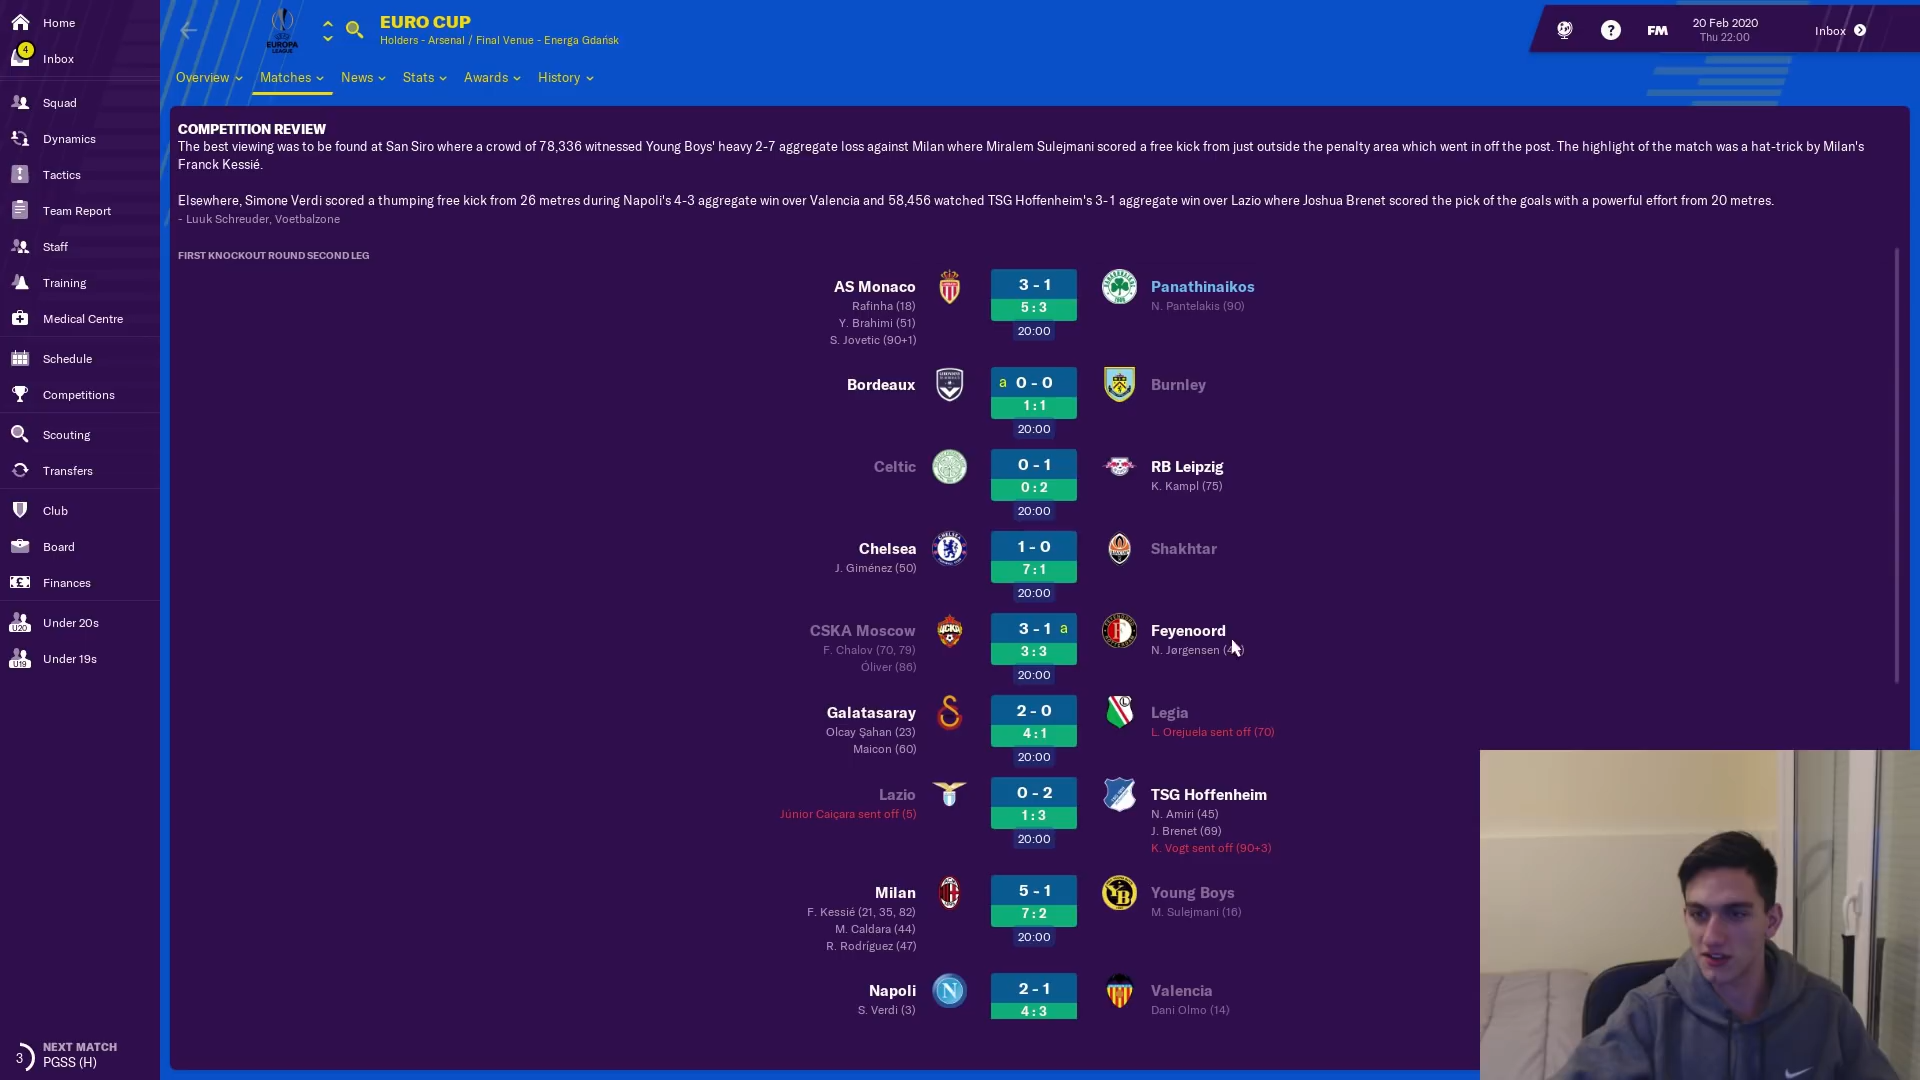 Home
EURO CUP
Holders - Arsenal / Final Venue - Energa Gdańsk
EUROPA
LEAGUE
? FM
20 Feb 2020
Thu 22:00
Inbox
4
Inbox
Overview Matches News Stats Awards History
Squad
Dynamics
Tactics
Team Report
Staff
Training
Medical Centre
Schedule
Competitions
Scouting
Transfers
Club
Board
Finances
U20
Under 20s
U19
Under 19s
3
NEXT MATCH
PGSS (H)
COMPETITION REVIEW
The best viewing was to be found at San Siro where a crowd of 78,336 witnessed Young Boys' heavy 2-7 aggregate loss against Milan where Miralem Sulejmani scored a free kick from just outside the penalty area which went in off the post. The highlight of the match was a hat-trick by Milan's
Franck Kessié.
Elsewhere, Simone Verdi scored a thumping free kick from 26 metres during Napoli's 4-3 aggregate win over Valencia and 58,456 watched TSG Hoffenheim's 3-1 aggregate win over Lazio where Joshua Brenet scored the pick of the goals with a powerful effort from 20 metres.
- Luuk Schreuder, Voetbalzone
FIRST KNOCKOUT ROUND SECOND LEG
AS Monaco 3 - 1 Panathinaikos
Rafinha (18) 5 : 3 N. Pantelakis (90)
Y. Brahimi (51) 20:00
S. Jovetic (90+1)
Bordeaux a 0 - 0 Burnley
1 : 1
20:00
Celtic 0 - 1 RB Leipzig
0 : 2 K. Kampl (75)
20:00
Chelsea 1 - 0 Shakhtar
J. Giménez (50) 7 : 1
20:00
CSKA Moscow 3 - 1 a Feyenoord
F. Chalov (70, 79) 3 : 3 N. Jørgensen
Óliver (86) 20:00
Galatasaray 2 - 0 Legia
Olcay Şahan (23) 4 : 1 L. Orejuela sent off (70)
Maicon (60) 20:00
Lazio 0 - 2 TSG Hoffenheim
Júnior Caiçara sent off (5) 1 : 3 N. Amiri (45)
20:00 J. Brenet (69)
K. Vogt sent off (90+3)
Milan 5 - 1 Young Boys
F. Kessié (21, 35, 82) 7 : 2 M. Sulejmani (16)
M. Caldara (44) 20:00
R. Rodríguez (47)
Napoli 2 - 1 Valencia
S. Verdi (3) 4 : 3 Dani Olmo (14)